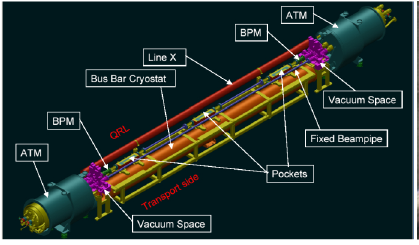 ATM
BPM
Line X
Bus Bar Cryostat
Vacuum Space
QRL
Fixed Beampipe
BPM
Pockets
ATM
Transport side
Vacuum Space